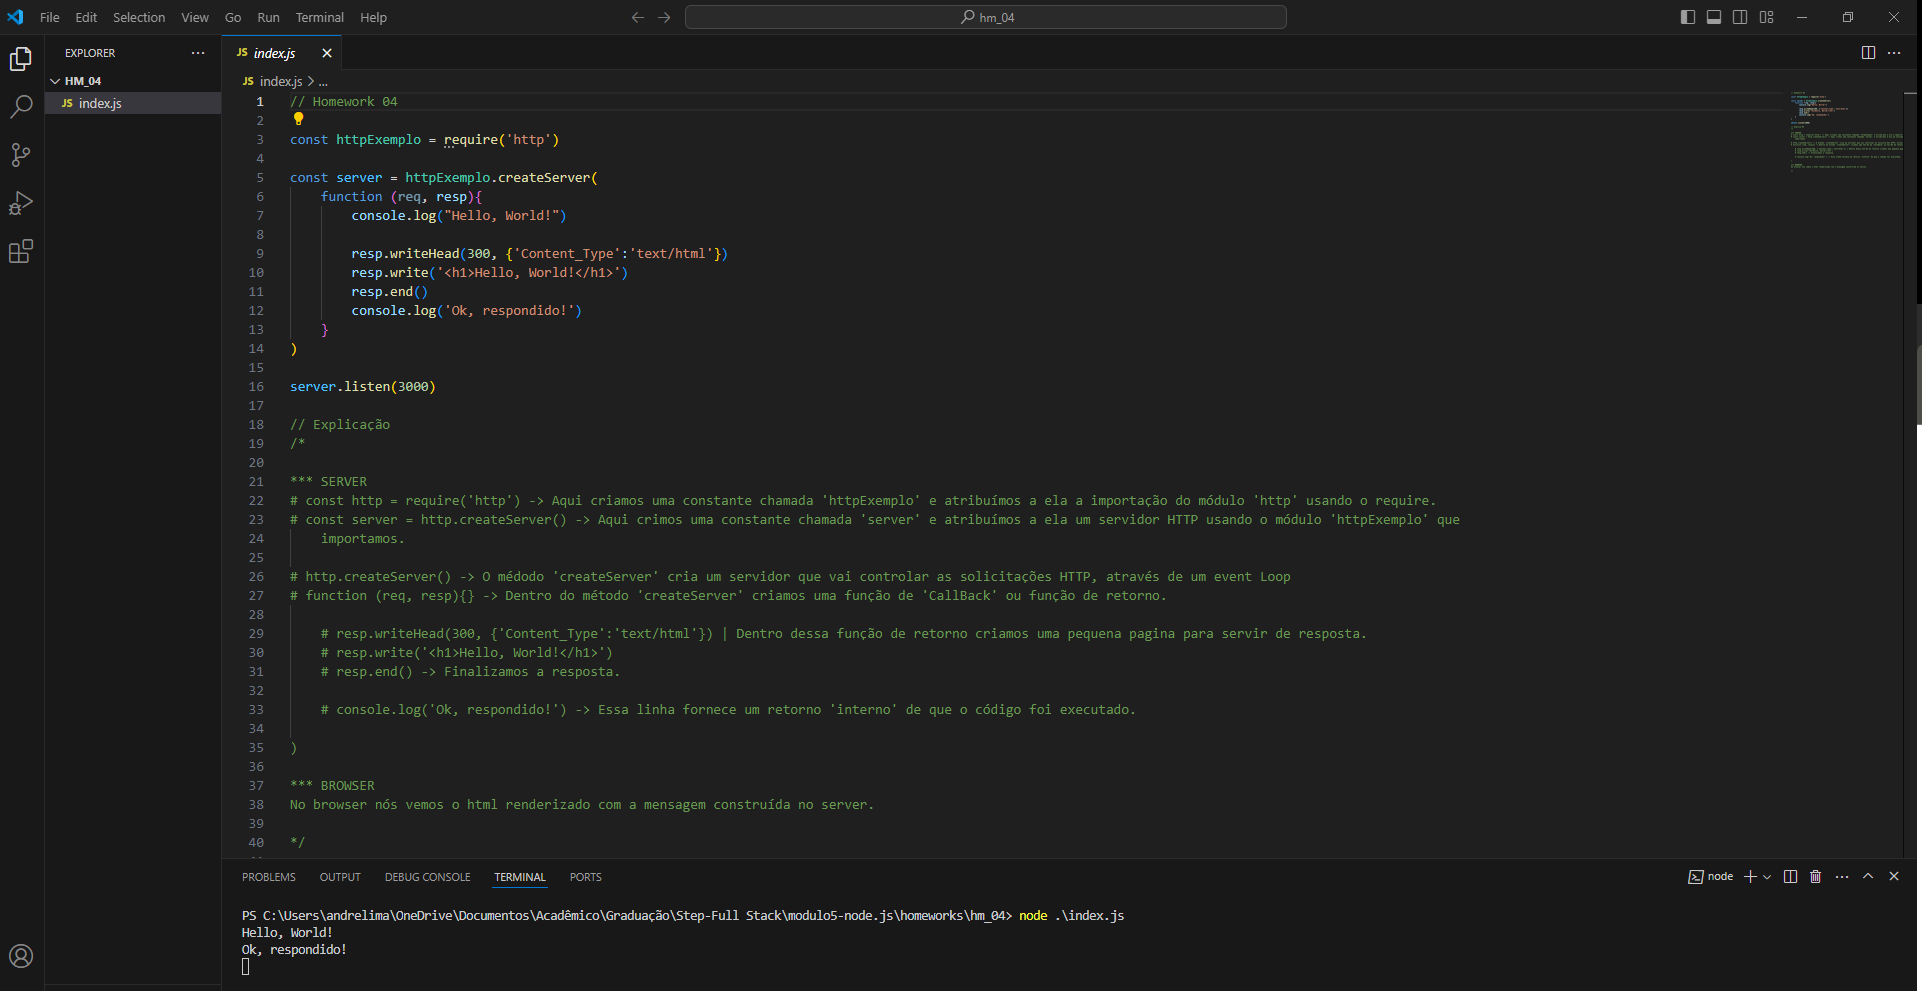 File Edit Selection View Go Run Terminal Help
hm_04
EXPLORER
HM_04
JS index.js
JS index.js
JS index.js > ...
1 // Homework 04
2
3 const httpExemplo = require('http')
4
5 const server = httpExemplo.createServer(
6 function (req, resp){
7 console.log("Hello, World!")
8
9 resp.writeHead(300, {'Content_Type':'text/html'})
10 resp.write('<h1>Hello, World!</h1>')
11 resp.end()
12 console.log('Ok, respondido!')
13 }
14 )
15
16 server.listen(3000)
17
18 // Explicação
19 /*
20
21 *** SERVER
22 # const http = require('http') -> Aqui criamos uma constante chamada 'httpExemplo' e atribuímos a ela a importação do módulo 'http' usando o require.
23 # const server = http.createServer() -> Aqui crimos uma constante chamada 'server' e atribuímos a ela um servidor HTTP usando o módulo 'httpExemplo' que
24 importamos.
25
26 # http.createServer() -> O médodo 'createServer' cria um servidor que vai controlar as solicitações HTTP, através de um event Loop
27 # function (req, resp){} -> Dentro do método 'createServer' criamos uma função de 'CallBack' ou função de retorno.
28
29 # resp.writeHead(300, {'Content_Type':'text/html'}) | Dentro dessa função de retorno criamos uma pequena pagina para servir de resposta.
30 # resp.write('<h1>Hello, World!</h1>')
31 # resp.end() -> Finalizamos a resposta.
32
33 # console.log('Ok, respondido!') -> Essa linha fornece um retorno 'interno' de que o código foi executado.
34
35 )
36
37 *** BROWSER
38 No browser nós vemos o html renderizado com a mensagem construída no server.
39
40 */
PROBLEMS OUTPUT DEBUG CONSOLE TERMINAL PORTS
node
PS C:\Users\andrelima\OneDrive\Documentos\Acadêmico\Graduação\Step-Full Stack\modulo5-node.js\homeworks\hm_04> node .\index.js
Hello, World!
Ok, respondido!